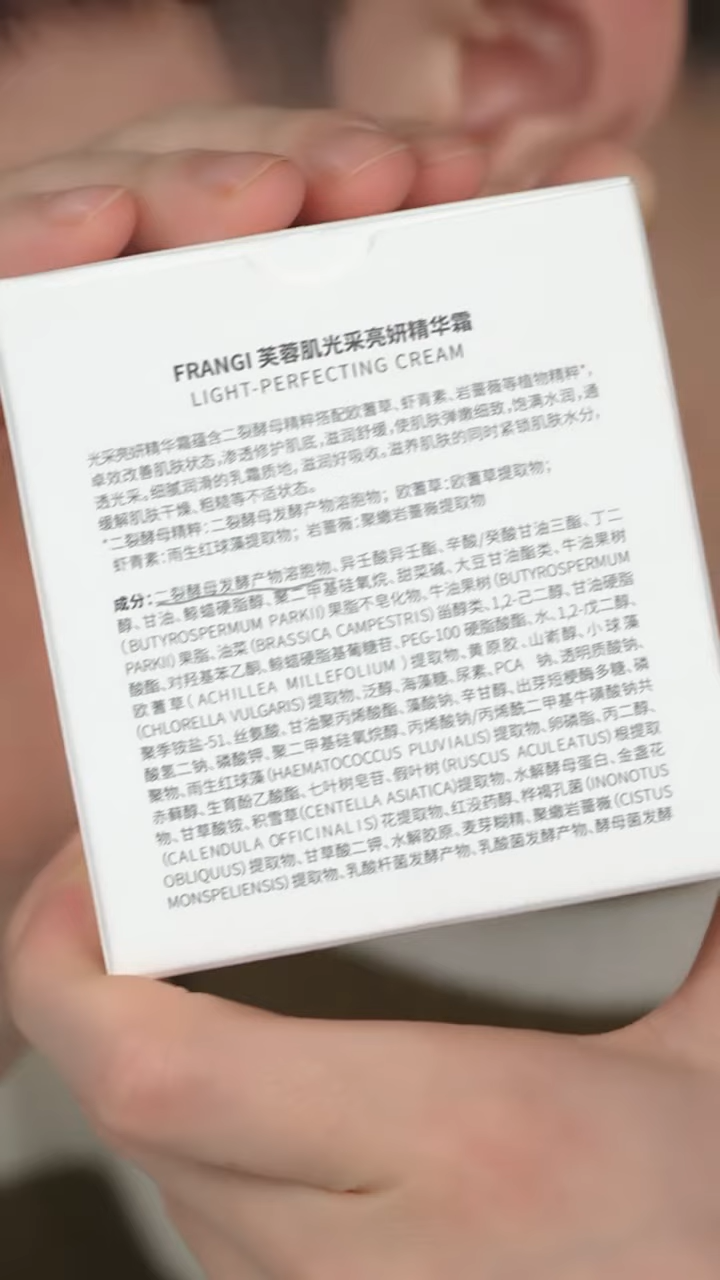 FRANGI 芙蓉肌光采亮妍精华霜
LIGHT-PERFECTING CREAM
光采亮妍精华霜蕴含二裂酵母精粹搭配欧蓍草、虾青素、岩蔷薇等植物精粹*，
卓效改善肌肤状态，渗透修护肌底，滋润舒缓，使肌肤弹嫩细致，饱满水润，通
透光采。细腻润滑的乳霜质地，滋润好吸收。滋养肌肤的同时紧锁肌肤水分，
缓解肌肤干燥、粗糙等不适状态。
*二裂酵母精粹：二裂酵母发酵产物溶胞物；欧蓍草：欧蓍草提取物；
虾青素：雨生红球藻提取物；岩蔷薇：聚繖岩蔷薇提取物
成分：二裂酵母发酵产物溶胞物、异壬酸异壬酯、辛酸/癸酸甘油三酯、丁二
醇、甘油、鲸蜡硬脂醇、聚二甲基硅氧烷、甜菜碱、大豆甘油酯类、牛油果树
（BUTYROSPERMUM PARKII）果脂不皂化物、牛油果树（BUTYROSPERMUM
PARKII）果脂、油菜（BRASSICA CAMPESTRIS）甾醇类、1,2-己二醇、甘油硬脂
酸酯、对羟基苯乙酮、鲸蜡硬脂基葡糖苷、PEG-100 硬脂酸酯、水、1,2-戊二醇、
欧蓍草（ACHILLEA MILLEFOLIUM）提取物、黄原胶、山嵛醇、小球藻
（CHLORELLA VULGARIS）提取物、泛醇、海藻糖、尿素、PCA 钠、透明质酸钠、
聚季铵盐-51、丝氨酸、甘油聚丙烯酸酯、藻酸钠、辛甘醇、出芽短梗酶多糖、磷
酸氢二钠、磷酸钾、聚二甲基硅氧烷醇、丙烯酸钠/丙烯酰二甲基牛磺酸钠共
聚物、雨生红球藻（HAEMATOCOCCUS PLUVIALIS）提取物、卵磷脂、丙二醇、
赤藓醇、生育酚乙酸酯、七叶树皂苷、假叶树（RUSCUS ACULEATUS）根提取
物、甘草酸铵、积雪草（CENTELLA ASIATICA）提取物、水解酵母蛋白、金盏花
（CALENDULA OFFICINALIS）花提取物、红没药醇、桦褐孔菌（INONOTUS
OBLIQUUS）提取物、甘草酸二钾、水解胶原、麦芽糊精、聚繖岩蔷薇（CISTUS
MONSPELIENSIS）提取物、乳酸杆菌发酵产物、乳酸菌发酵产物、酵母菌发酵